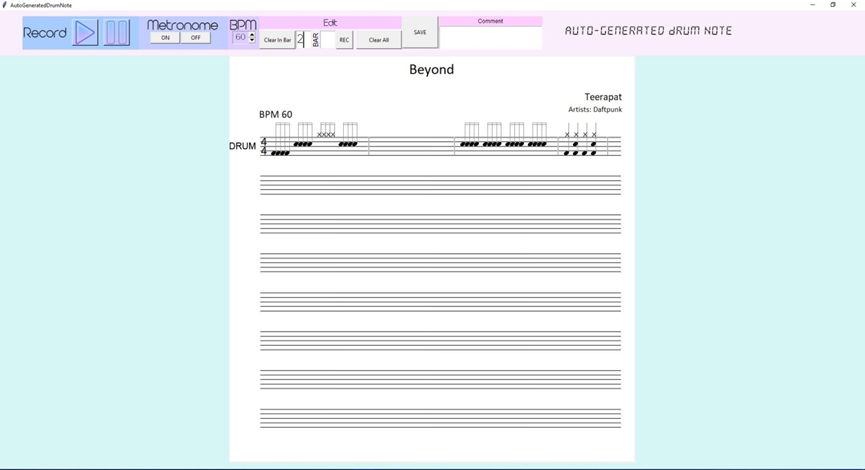 AutoGeneratedDrumNote
Record
Metronome
ON OFF
BPM
60
Edit
Clear In Bar 2 BAR REC Clear All
SAVE
Comment
AUTO-GENERATED DRUM NOTE
Beyond
Teerapat
Artists: Daftpunk
BPM 60
DRUM 4
4